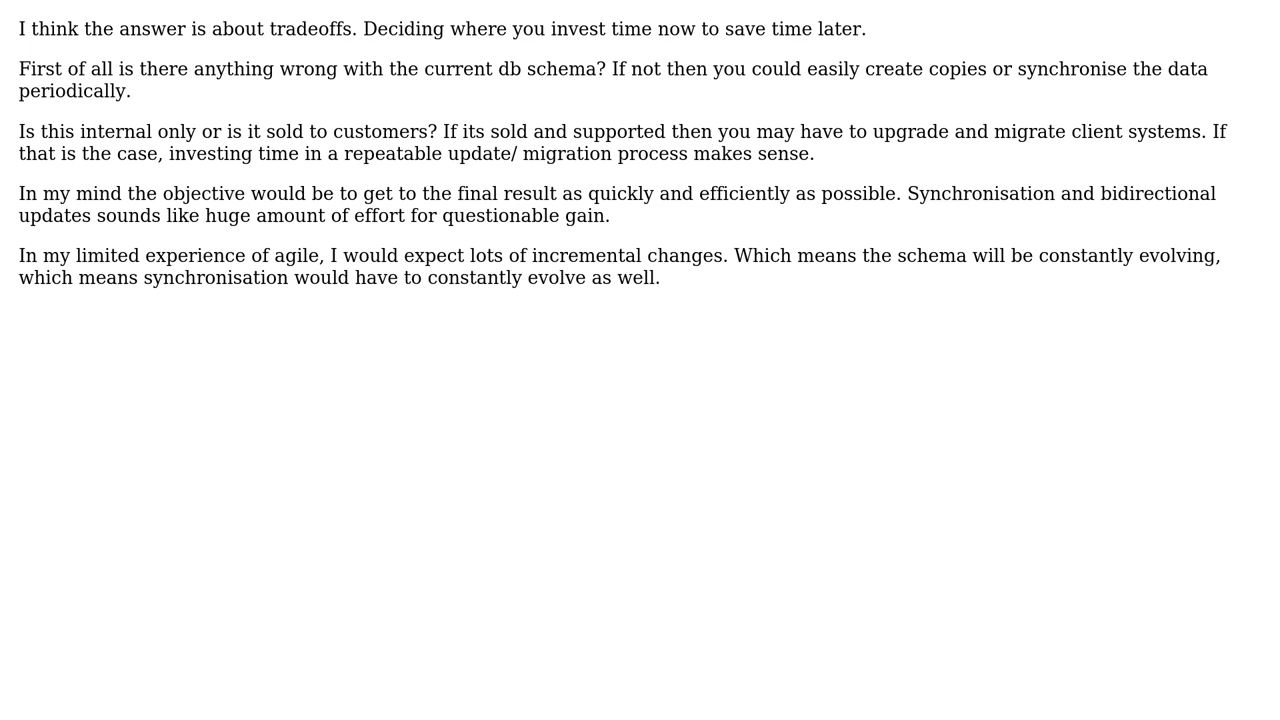 I think the answer is about tradeoffs. Deciding where you invest time now to save time later.
First of all is there anything wrong with the current db schema? If not then you could easily create copies or synchronise the data
periodically.
Is this internal only or is it sold to customers? If its sold and supported then you may have to upgrade and migrate client systems. If
that is the case, investing time in a repeatable update/ migration process makes sense.
In my mind the objective would be to get to the final result as quickly and efficiently as possible. Synchronisation and bidirectional
updates sounds like huge amount of effort for questionable gain.
In my limited experience of agile, I would expect lots of incremental changes. Which means the schema will be constantly evolving,
which means synchronisation would have to constantly evolve as well.